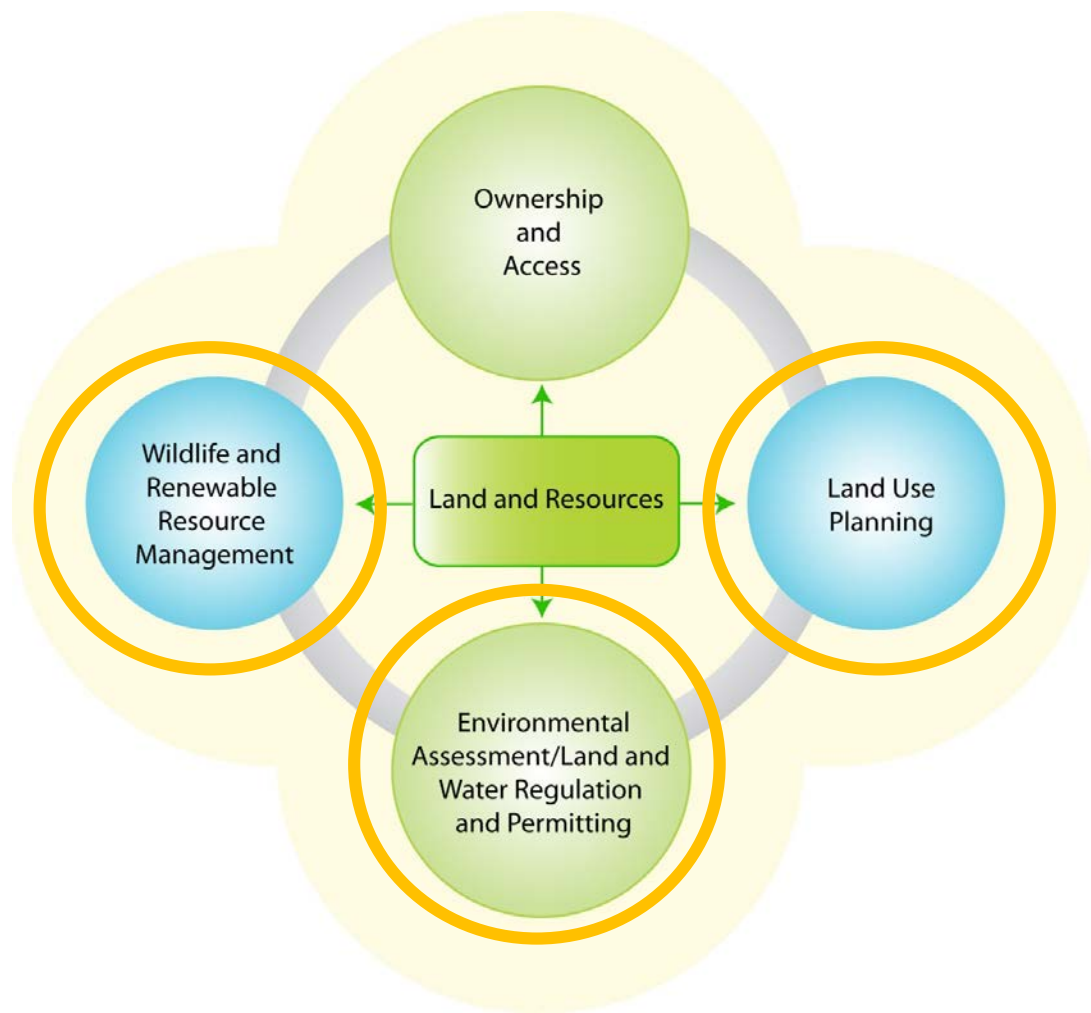 Ownership
and
Access
Wildlife and
Renewable
Resource
Management
Land and Resources
Land Use
Planning
Environmental
Assessment/Land and
Water Regulation
and Permitting